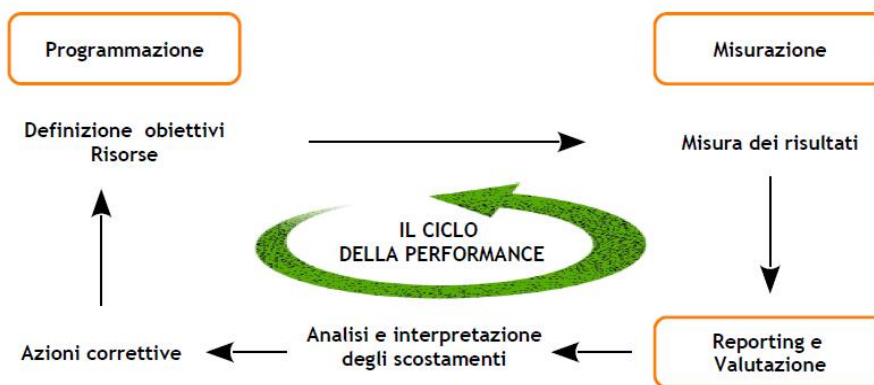 Programmazione
Misurazione
Definizione obiettivi
Risorse
Misura dei risultati
IL CICLO
DELLA PERFORMANCE
Azioni correttive
Analisi e interpretazione
degli scostamenti
Reporting e
Valutazione